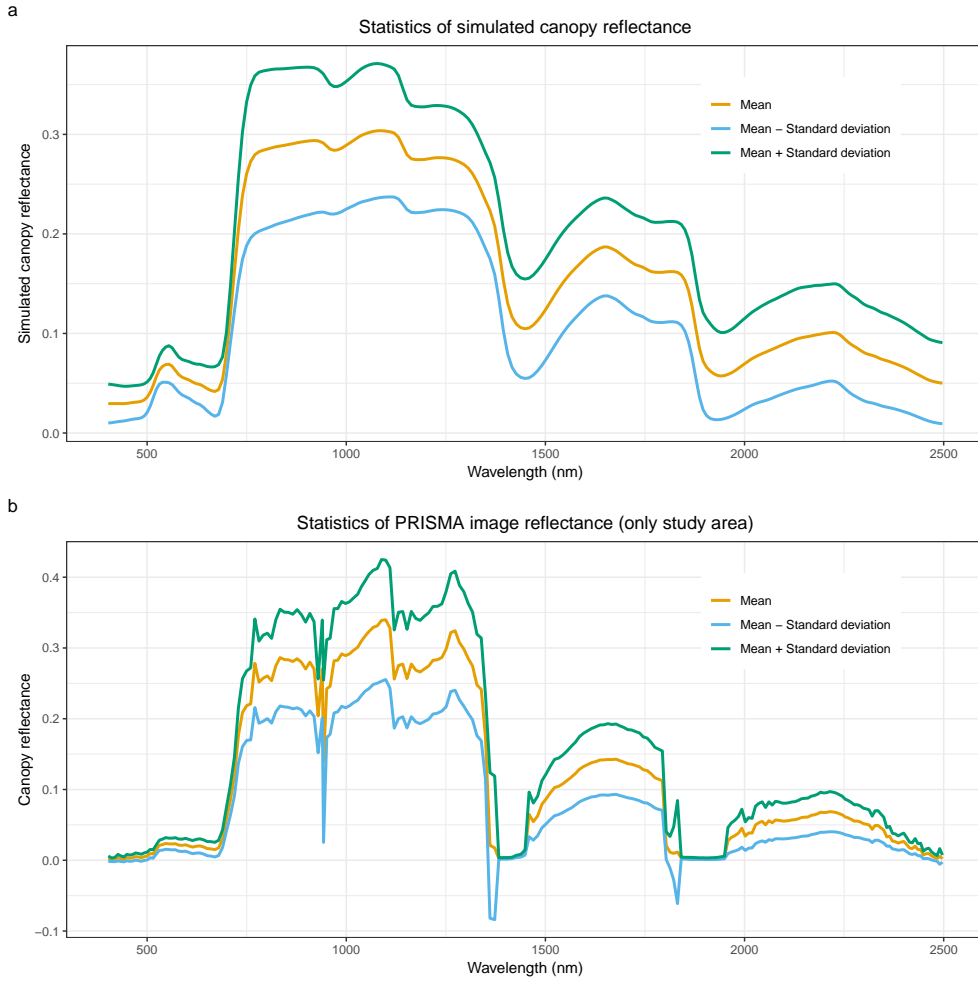 a
Statistics of simulated canopy reflectance
Simulated canopy reflectance
0.3
0.2
0.1
0.0
Mean
Mean − Standard deviation
Mean + Standard deviation
500 1000 1500 2000 2500
Wavelength (nm)
b
Statistics of PRISMA image reflectance (only study area)
Canopy reflectance
0.4
0.3
0.2
0.1
0.0
−0.1
Mean
Mean − Standard deviation
Mean + Standard deviation
500 1000 1500 2000 2500
Wavelength (nm)